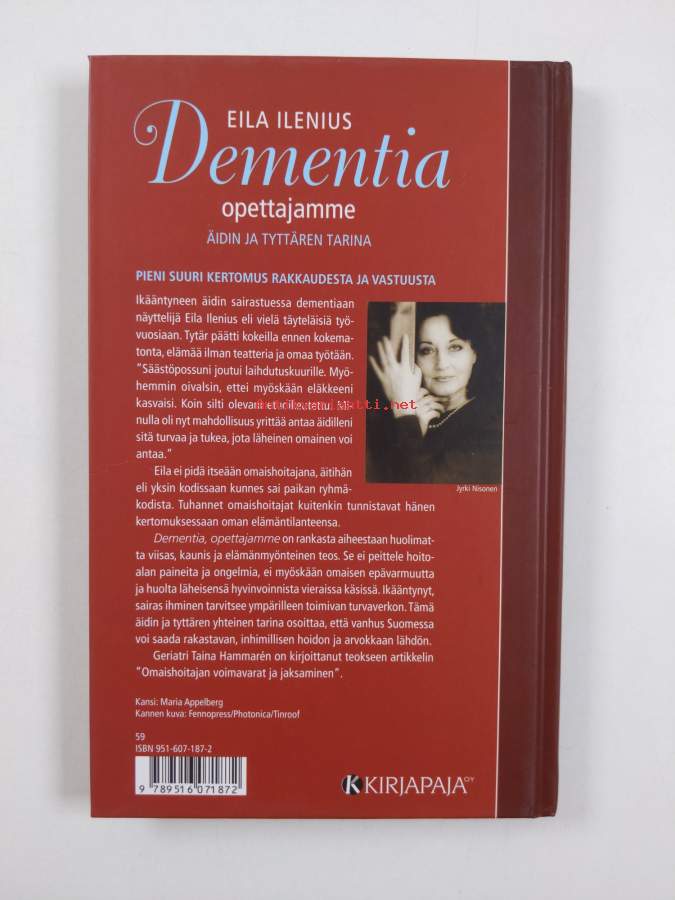 EILA ILENIUS
Dementia
opettajamme
ÄIDIN JA TYTTÄREN TARINA
PIENI SUURI KERTOMUS RAKKAUDESTA JA VASTUUSTA
Ikääntyneen äidin sairastuessa dementiaan
näyttelijä Eila Ilenius eli vielä täyteläisiä työ-
vuosiaan. Tytär päätti kokeilla ennen kokema-
tonta, elämää ilman teatteria ja omaa työtään.
"Säästöpossuni joutui laihdutuskuurille. Myö-
hemmin oivalsin, ettei myöskään eläkkeeni
kasvaisi. Koin silti olevani etuoikeutettu. Mi-
nulla oli nyt mahdollisuus yrittää antaa äidilleni
sitä turvaa ja tukea, jota läheinen omainen voi
antaa."
Eila ei pidä itseään omaishoitajana, äitihän
eli yksin kodissaan kunnes sai paikan ryhmä-
kodista. Tuhannet omaishoitajat kuitenkin tunnistavat hänen
kertomuksessaan oman elämäntilanteensa.
Dementia, opettajamme on rankasta aiheestaan huolimat-
ta viisas, kaunis ja elämänmyönteinen teos. Se ei peittele hoito-
alan paineita ja ongelmia, ei myöskään omaisen epävarmuutta
ja huolta läheisensä hyvinvoinnista vieraissa käsissä. Ikääntynyt,
sairas ihminen tarvitsee ympärilleen toimivan turvaverkon. Tämä
äidin ja tyttären yhteinen tarina osoittaa, että vanhus Suomessa
voi saada rakastavan, inhimillisen hoidon ja arvokkaan lähdön.
Geriatri Taina Hammarén on kirjoittanut teokseen artikkelin
"Omaishoitajan voimavarat ja jaksaminen".
Jyrki Nisonen
antikvariaatti.net
Kansi: Maria Appelberg
Kannen kuva: Fennopress/Photonica/Tinroof
59
ISBN 951-607-187-2
9 789516 071872
KIRJAPAJA OY